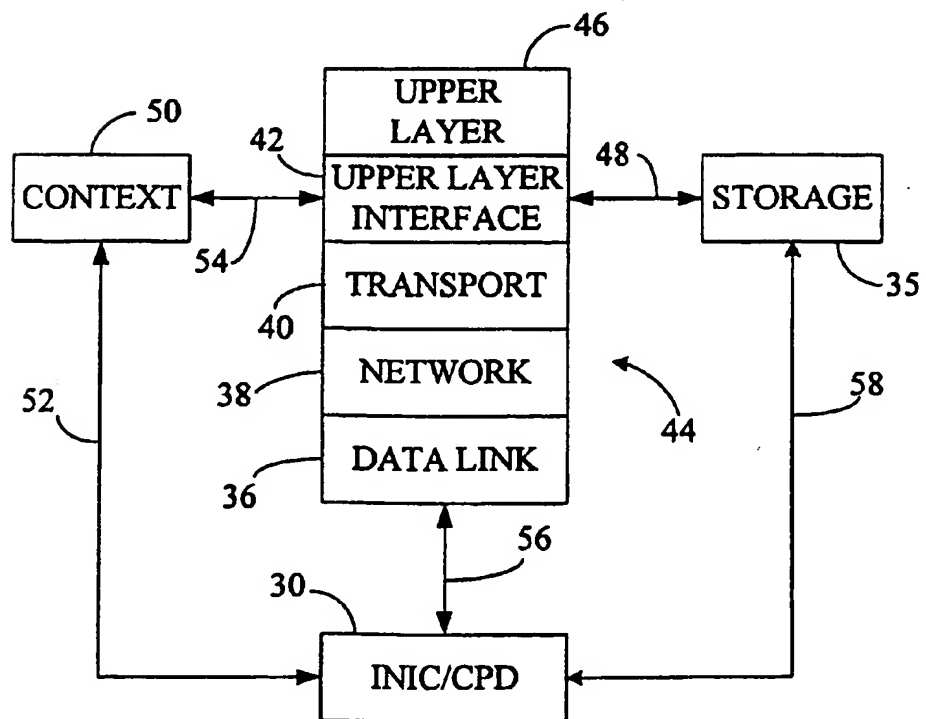 46
UPPER
LAYER
50
42
48
CONTEXT
UPPER LAYER
INTERFACE
STORAGE
54
35
TRANSPORT
40
NETWORK
38
52
58
44
DATA LINK
36
56
30
INIC/CPD